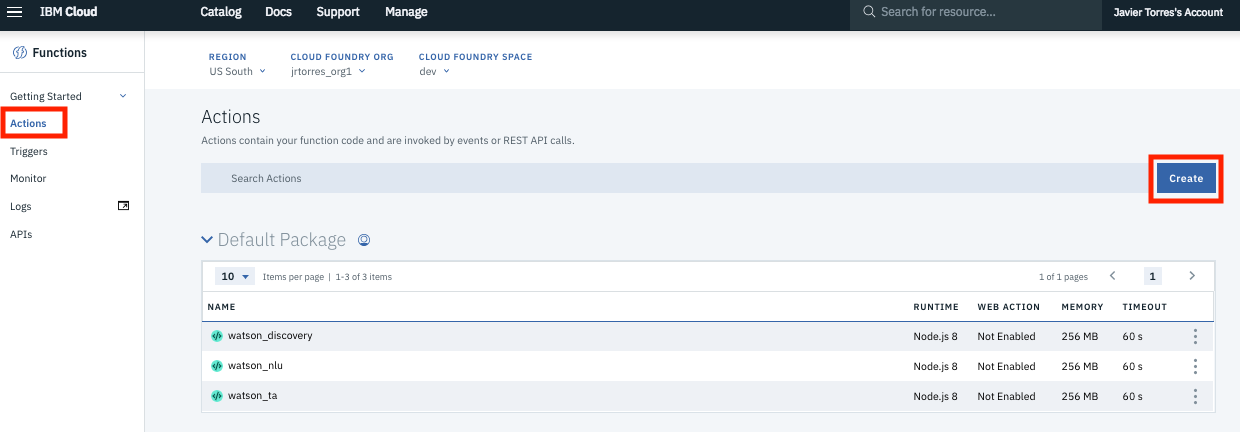 IBM Cloud Catalog Docs Support Manage Search for resource... Javier Torres's Account
Functions
Getting Started
Actions
Triggers
Monitor
Logs
APIs
REGION CLOUD FOUNDRY ORG CLOUD FOUNDRY SPACE
US South jrtorres_org1 dev
Actions
Actions contain your function code and are invoked by events or REST API calls.
Search Actions Create
Default Package
10 Items per page | 1-3 of 3 items 1 of 1 pages 1
NAME RUNTIME WEB ACTION MEMORY TIMEOUT
watson_discovery Node.js 8 Not Enabled 256 MB 60 s
watson_nlu Node.js 8 Not Enabled 256 MB 60 s
watson_ta Node.js 8 Not Enabled 256 MB 60 s